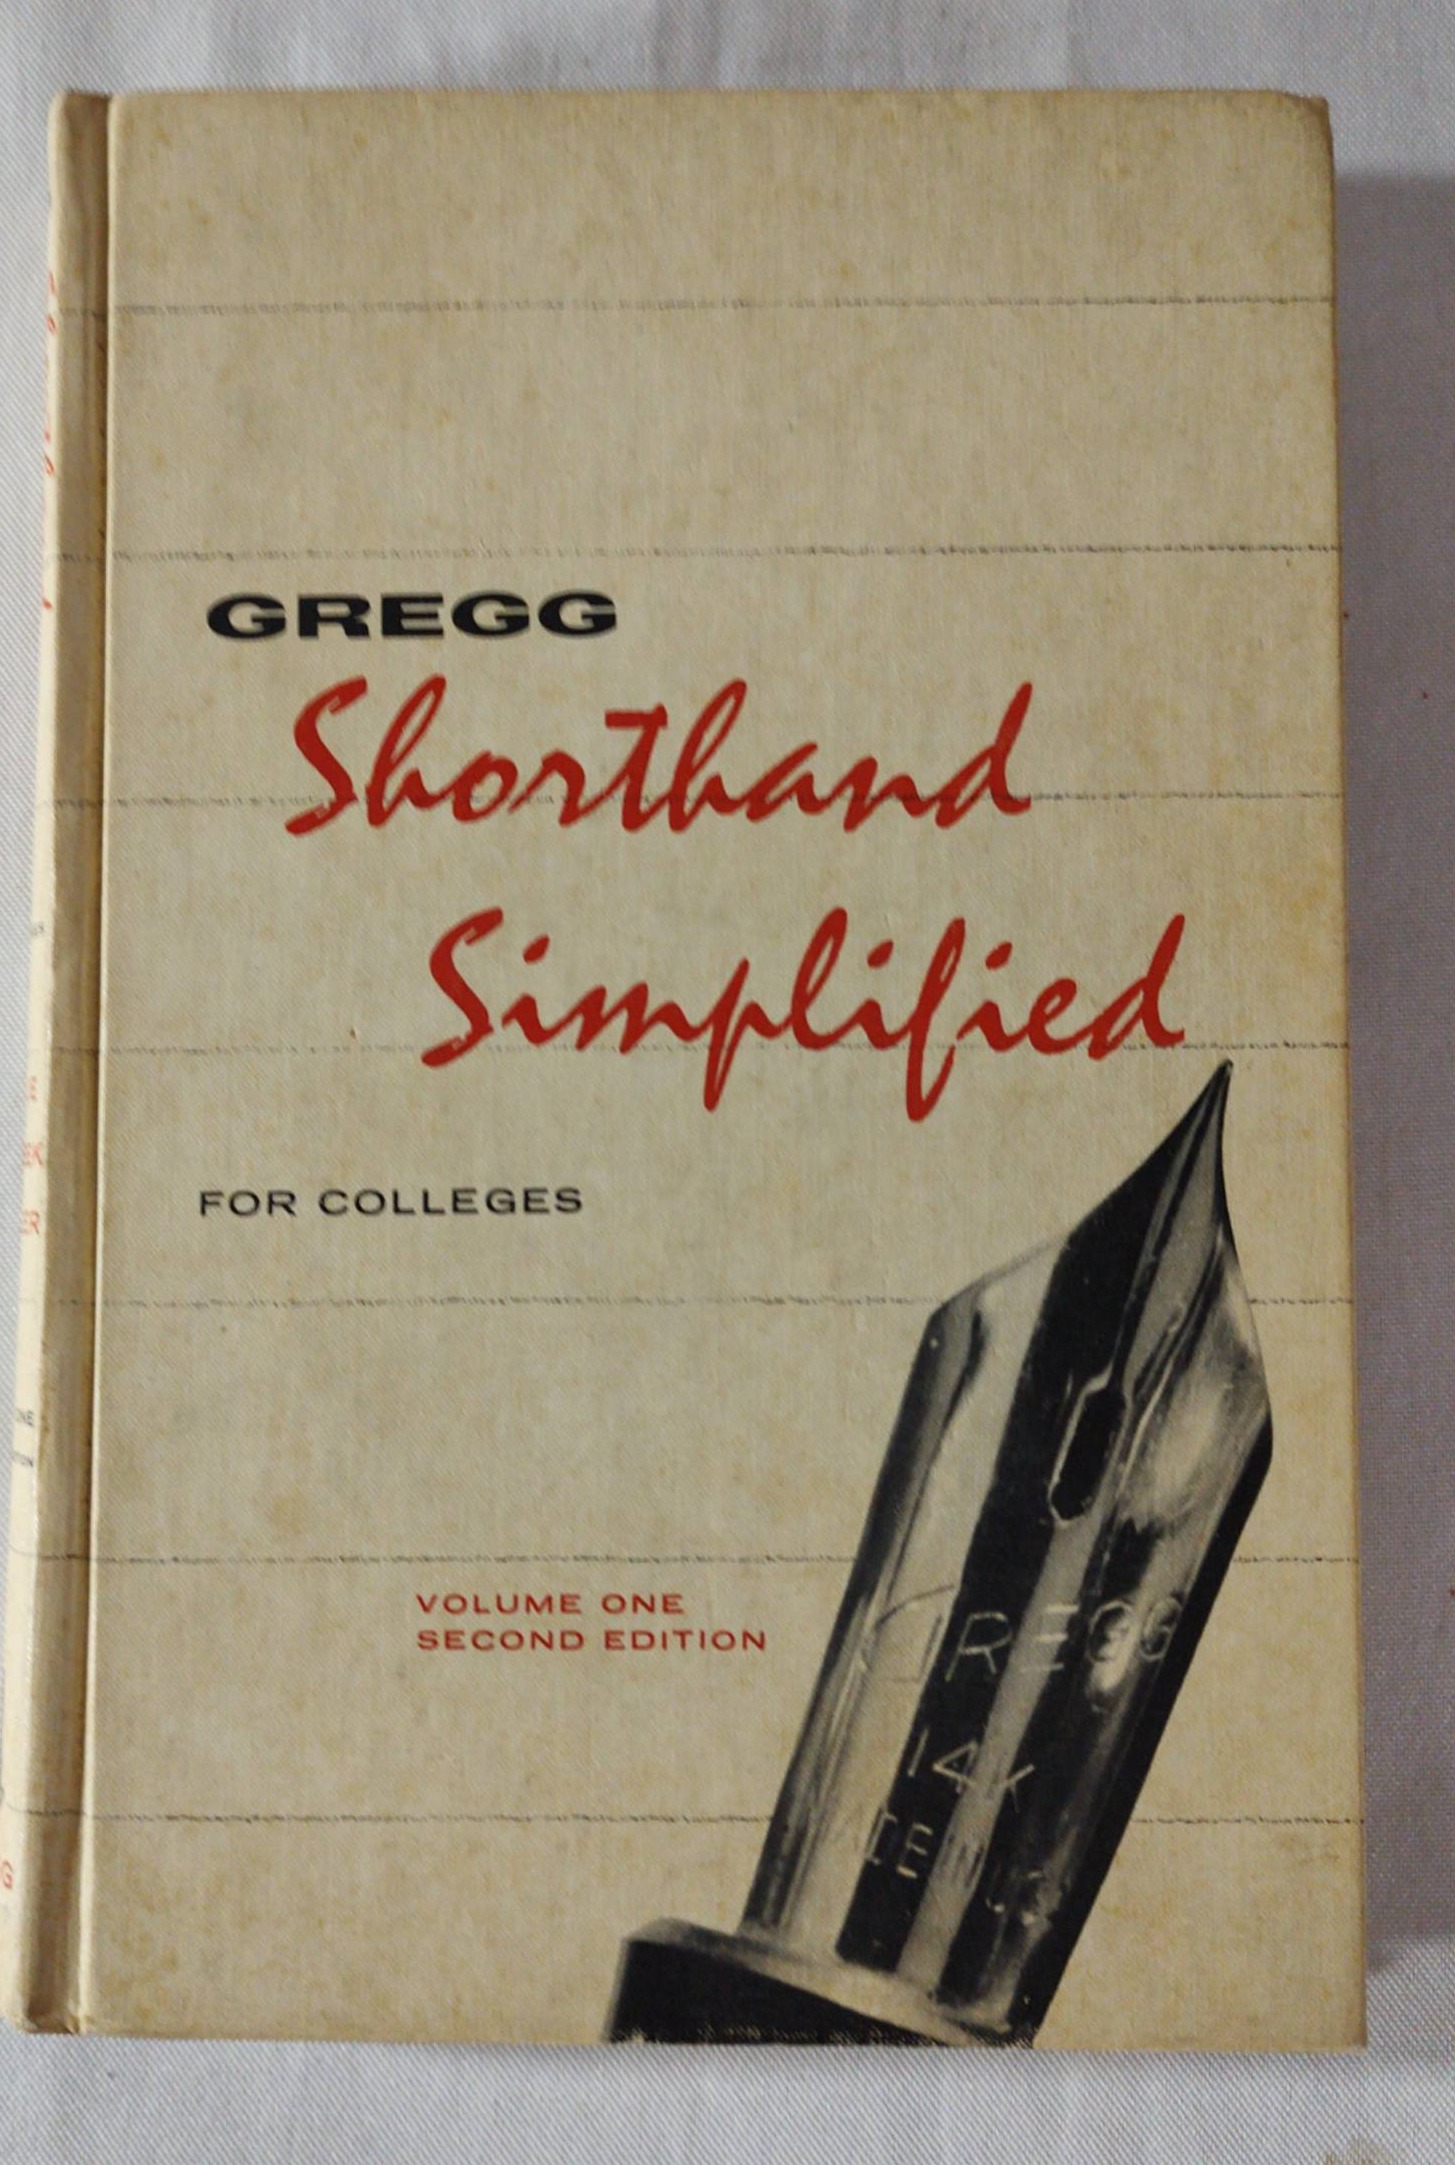 GREGG
Shorthand
Simplified
FOR COLLEGES
VOLUME ONE
SECOND EDITION
GREGG
14K